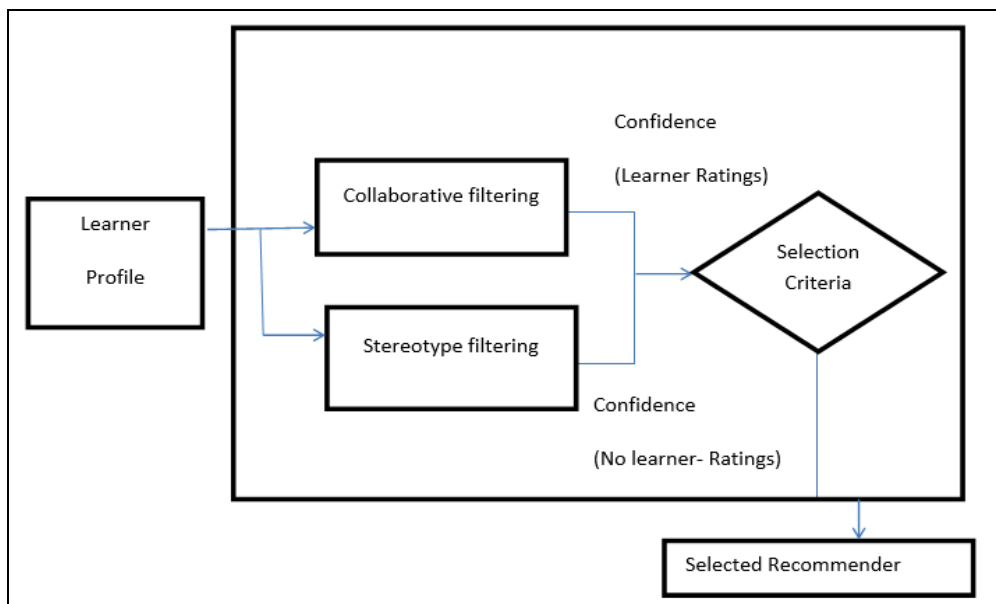 Learner
Profile
Collaborative filtering
Stereotype filtering
Confidence
(Learner Ratings)
Confidence
(No learner- Ratings)
Selection
Criteria
Selected Recommender